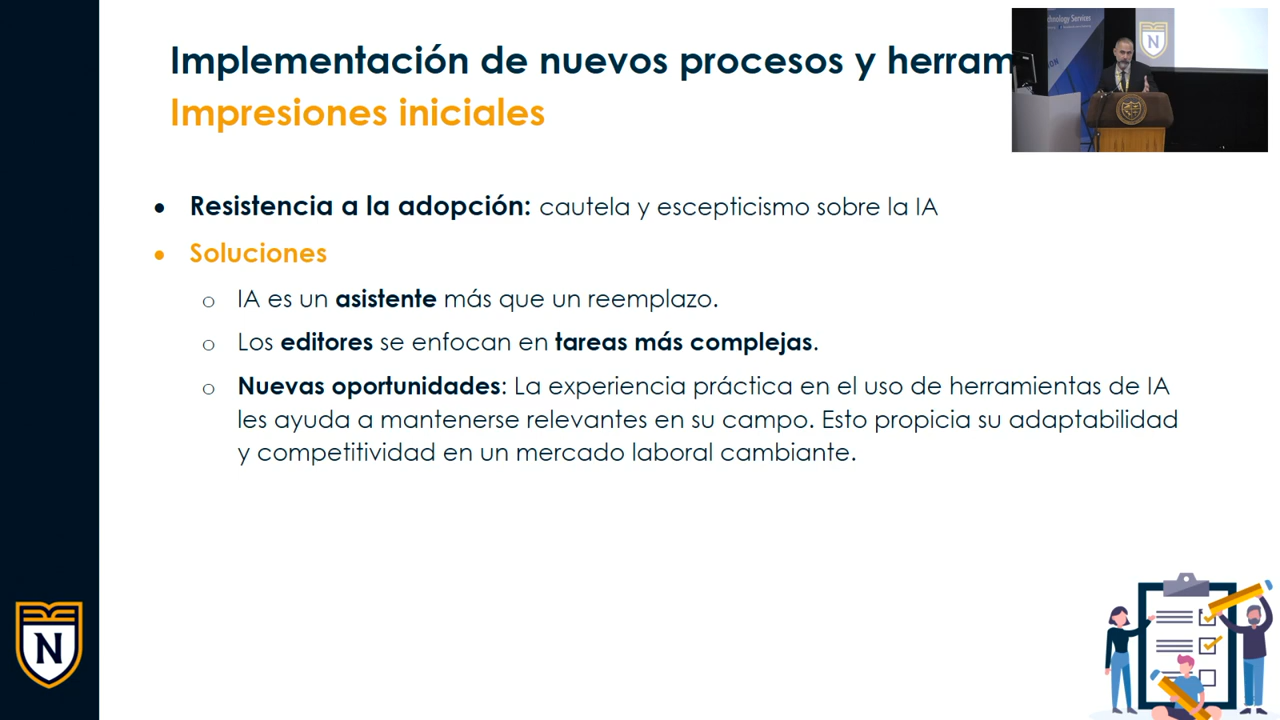 Implementación de nuevos procesos y herram
Impresiones iniciales
• Resistencia a la adopción: cautela y escepticismo sobre la IA
• Soluciones
o IA es un asistente más que un reemplazo.
o Los editores se enfocan en tareas más complejas.
o Nuevas oportunidades: La experiencia práctica en el uso de herramientas de IA
les ayuda a mantenerse relevantes en su campo. Esto propicia su adaptabilidad
y competitividad en un mercado laboral cambiante.
N
Technology Services
N